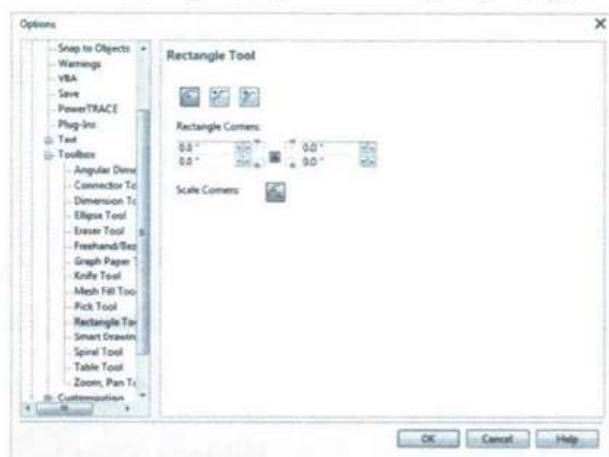 Options
Snap to Objects
Warnings
VBA
Save
PowerTRACE
Plug-Ins
Text
Toolbox
Angular Dime
Connector To
Dimension To
Ellipse Tool
Eraser Tool
Freehand/Bez
Graph Paper T
Knife Tool
Mesh Fill Too
Pick Tool
Rectangle Too
Smart Drawin
Spiral Tool
Table Tool
Zoom, Pan To
Customization
Rectangle Tool
Rectangle Corners:
0.0 " 0.0 "
0.0 " 0.0 "
Scale Corners:
OK Cancel Help